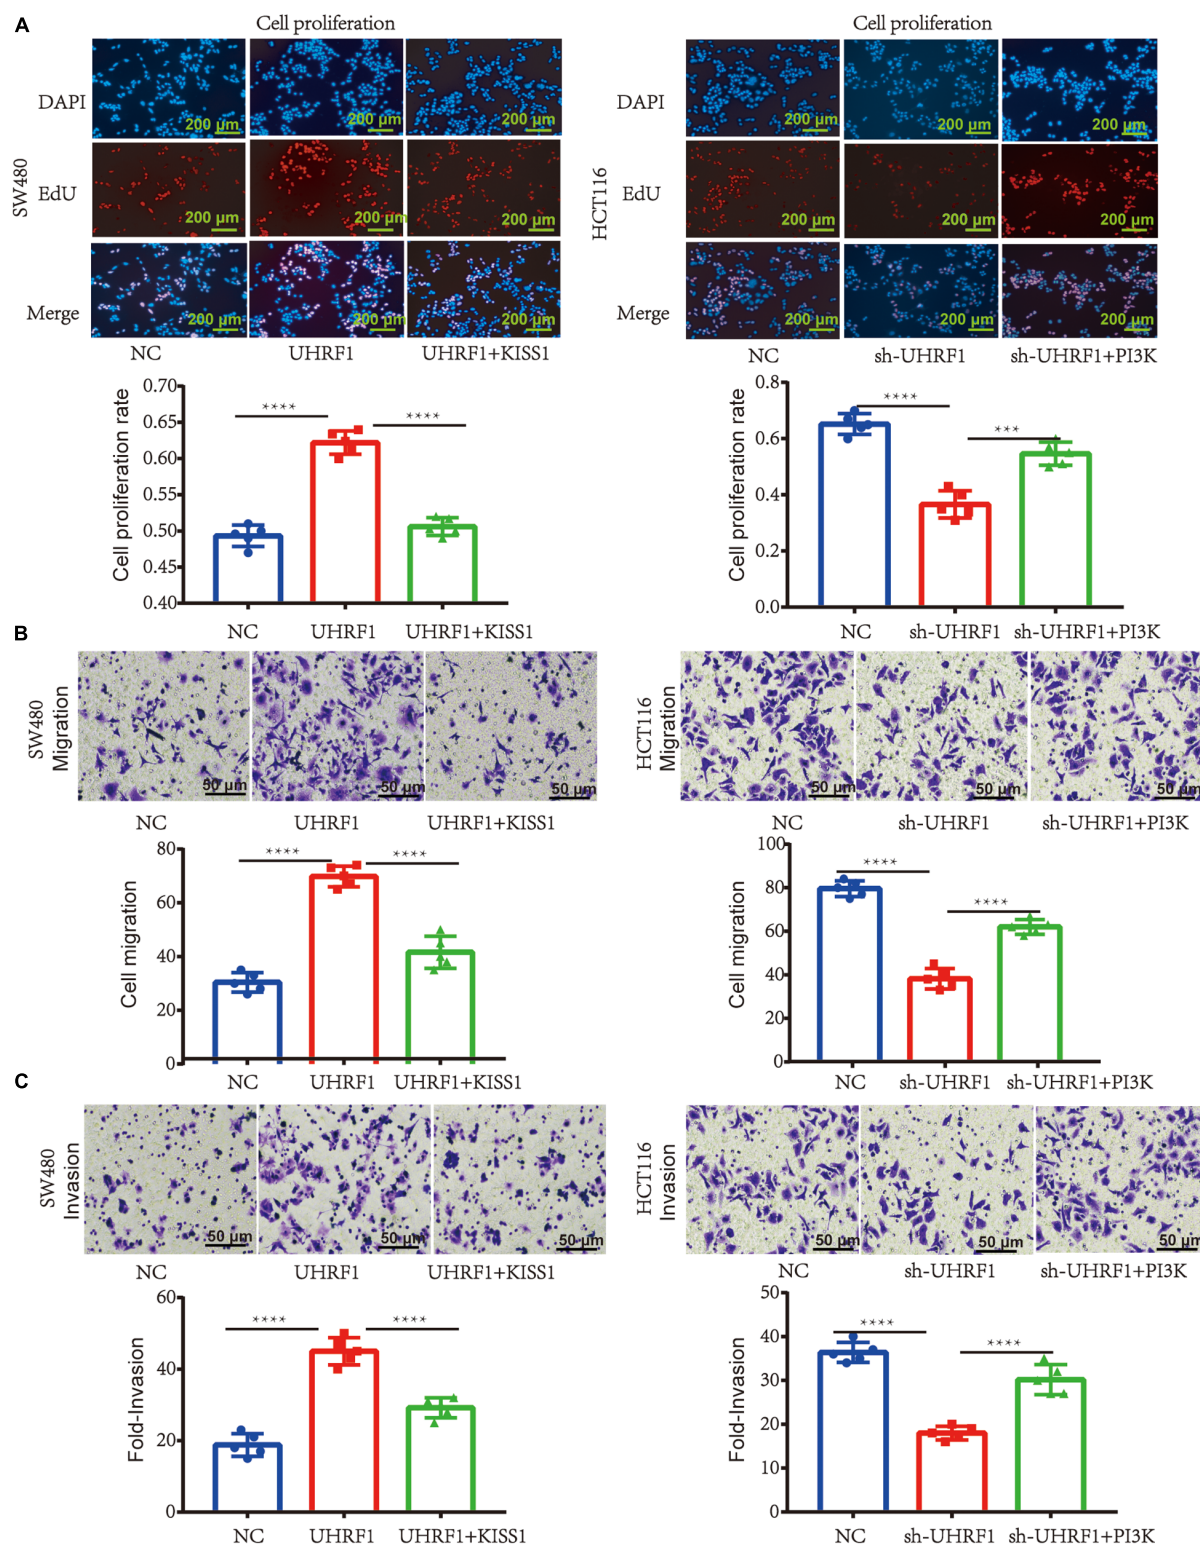 A
Cell proliferation
Cell proliferation
SW480
DAPI
200 µm
200 µm
200 µm
EdU
200 µm
200 µm
200 µm
Merge
200 µm
200 µm
200 µm
NC
UHRF1
UHRF1+KISS1
HCT116
DAPI
200 µm
200 µm
200 µm
EdU
200 µm
200 µm
200 µm
Merge
200 µm
200 µm
200 µm
NC
sh-UHRF1
sh-UHRF1+PI3K
Cell proliferation rate
0.70
0.65
0.60
0.55
0.50
0.45
0.40
****
****
NC
UHRF1
UHRF1+KISS1
Cell proliferation rate
0.8
0.6
0.4
0.2
0.0
****
***
NC
sh-UHRF1
sh-UHRF1+PI3K
B
SW480
Migration
50 µm
50 µm
50 µm
NC
UHRF1
UHRF1+KISS1
HCT116
Migration
50 µm
50 µm
50 µm
NC
sh-UHRF1
sh-UHRF1+PI3K
Cell migration
80
60
40
20
0
****
****
NC
UHRF1
UHRF1+KISS1
Cell migration
100
80
60
40
20
0
****
****
NC
sh-UHRF1
sh-UHRF1+PI3K
C
SW480
Invasion
50 µm
50 µm
50 µm
NC
UHRF1
UHRF1+KISS1
HCT116
Invasion
50 µm
50 µm
50 µm
NC
sh-UHRF1
sh-UHRF1+PI3K
Fold-Invasion
60
40
20
0
****
****
NC
UHRF1
UHRF1+KISS1
Fold-Invasion
50
40
30
20
10
0
****
****
NC
sh-UHRF1
sh-UHRF1+PI3K